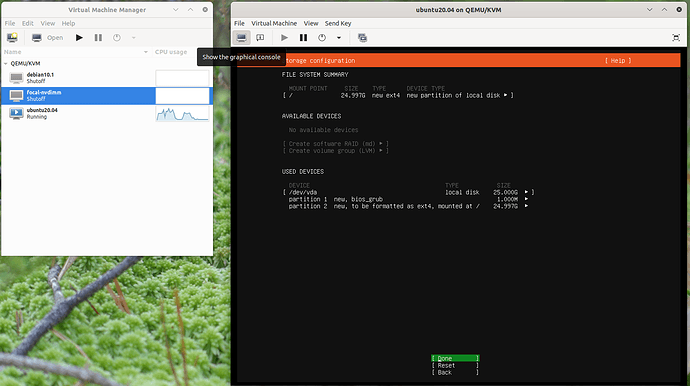 Virtual Machine Manager
File Edit View Help
Open
Name CPU usage
QEMU/KVM
debian10.1
Shutoff
focal-nvdimm
Shutoff
ubuntu20.04
Running
Show the graphical console
ubuntu20.04 on QEMU/KVM
File Virtual Machine View Send Key
torage configuration [ Help ]
FILE SYSTEM SUMMARY
MOUNT POINT SIZE TYPE DEVICE TYPE
[ / 24.997G new ext4 new partition of local disk ▸ ]
AVAILABLE DEVICES
No available devices
[ Create software RAID (md) ▸ ]
[ Create volume group (LVM) ▸ ]
USED DEVICES
DEVICE TYPE SIZE
[ /dev/vda local disk 25.000G ▸ ]
partition 1 new, bios_grub 1.000M ▸
partition 2 new, to be formatted as ext4, mounted at / 24.997G ▸
[ Done ]
[ Reset ]
[ Back ]